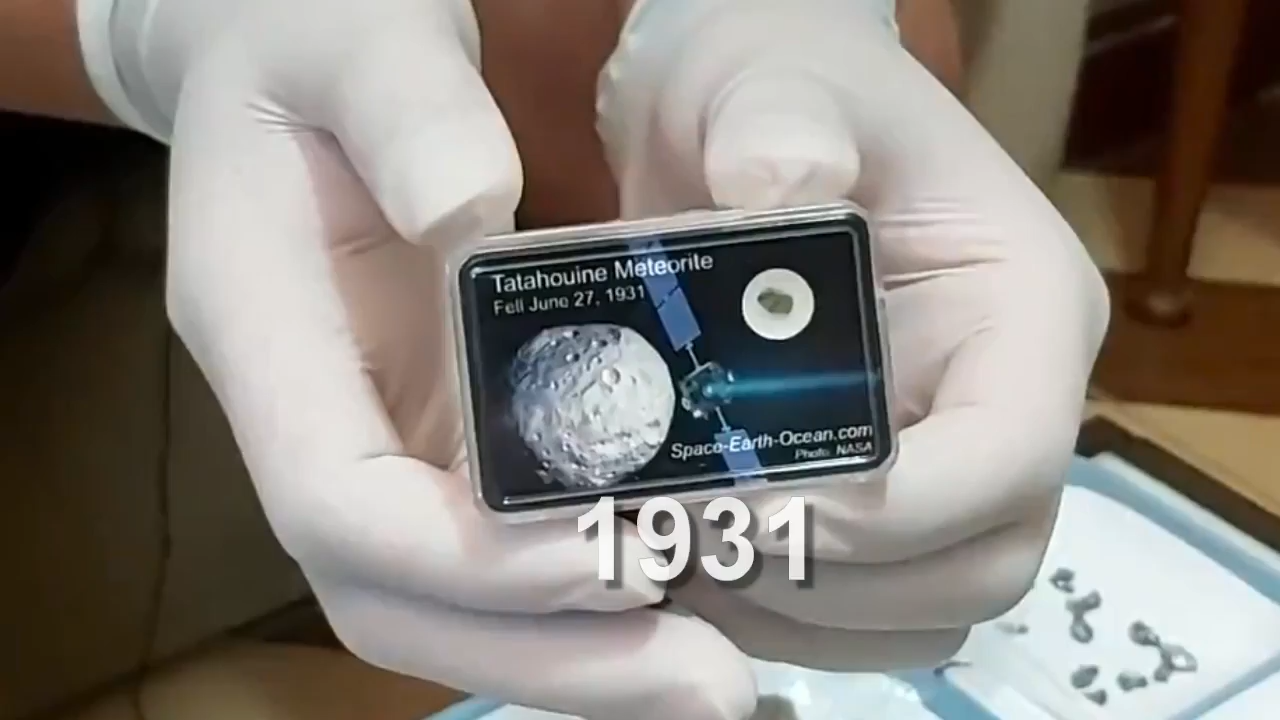 Tatahouine Meteorite
Fell June 27, 1931
Space-Earth-Ocean.com
Photo: NASA
1931